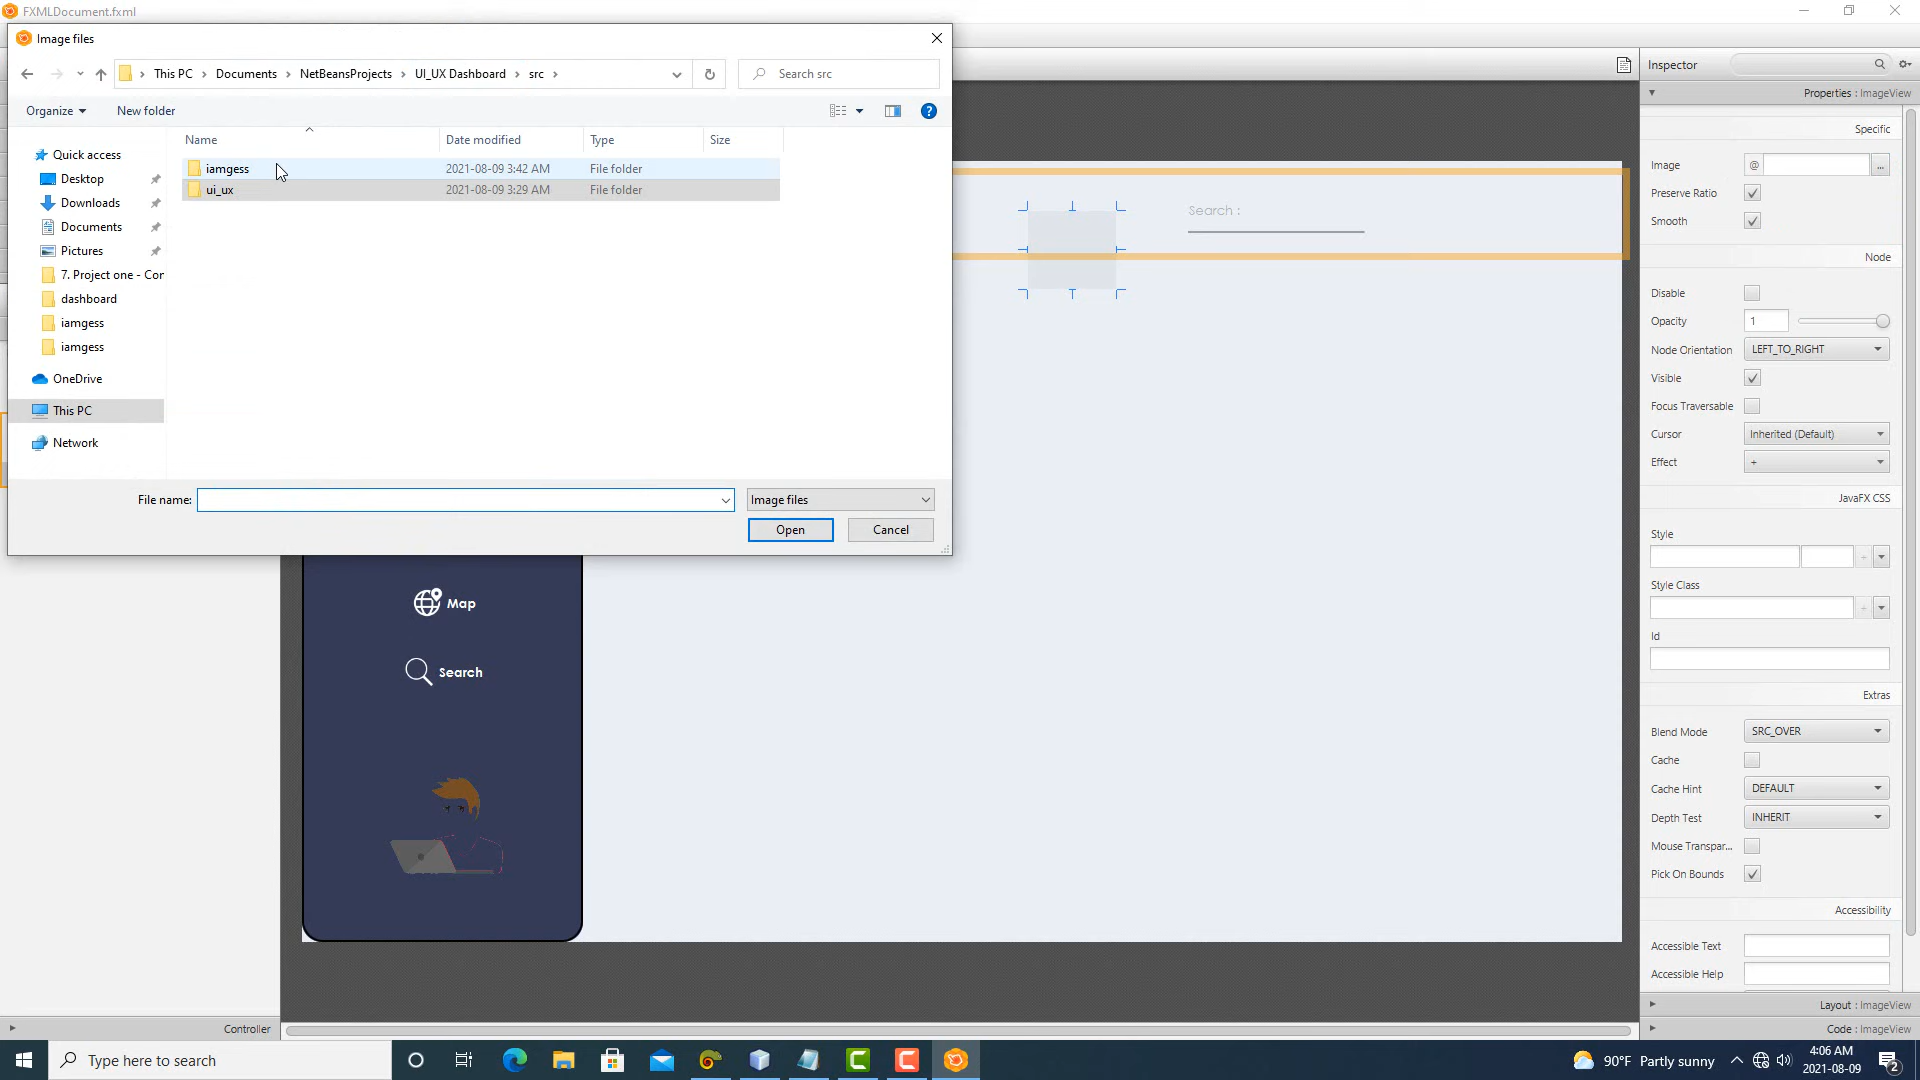 FXMLDocument.fxml
Image files
This PC
Documents
NetBeansProjects
UI_UX Dashboard
src
Search src
Organize
New folder
Name
Date modified
Type
Size
iamgess
2021-08-09 3:42 AM
File folder
ui_ux
2021-08-09 3:29 AM
File folder
Quick access
Desktop
Downloads
Documents
Pictures
7. Project one - Cor
dashboard
iamgess
iamgess
OneDrive
This PC
Network
File name:
Image files
Open
Cancel
Search :
Map
Search
Controller
Inspector
Properties : ImageView
Specific
Image
@
...
Preserve Ratio
Smooth
Node
Disable
Opacity
1
Node Orientation
LEFT_TO_RIGHT
Visible
Focus Traversable
Cursor
Inherited (Default)
Effect
+
JavaFX CSS
Style
Style Class
Id
Extras
Blend Mode
SRC_OVER
Cache
Cache Hint
DEFAULT
Depth Test
INHERIT
Mouse Transpar...
Pick On Bounds
Accessibility
Accessible Text
Accessible Help
Layout : ImageView
Code : ImageView
Type here to search
90°F Partly sunny
4:06 AM
2021-08-09
2